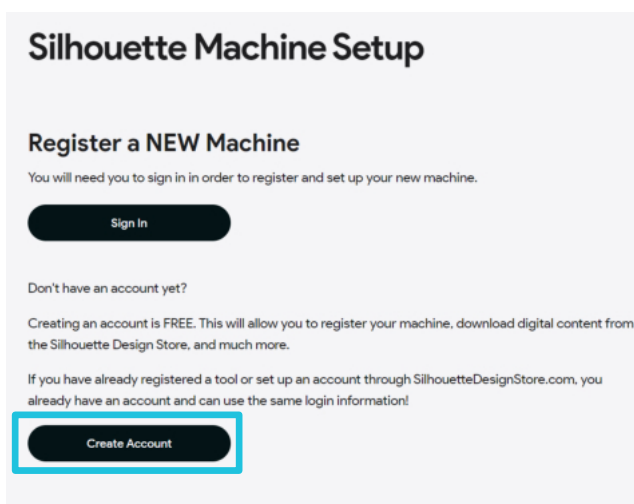 Silhouette Machine Setup
Register a NEW Machine
You will need you to sign in in order to register and set up your new machine.
Sign In
Don't have an account yet?
Creating an account is FREE. This will allow you to register your machine, download digital content from
the Silhouette Design Store, and much more.
If you have already registered a tool or set up an account through SilhouetteDesignStore.com, you
already have an account and can use the same login information!
Create Account